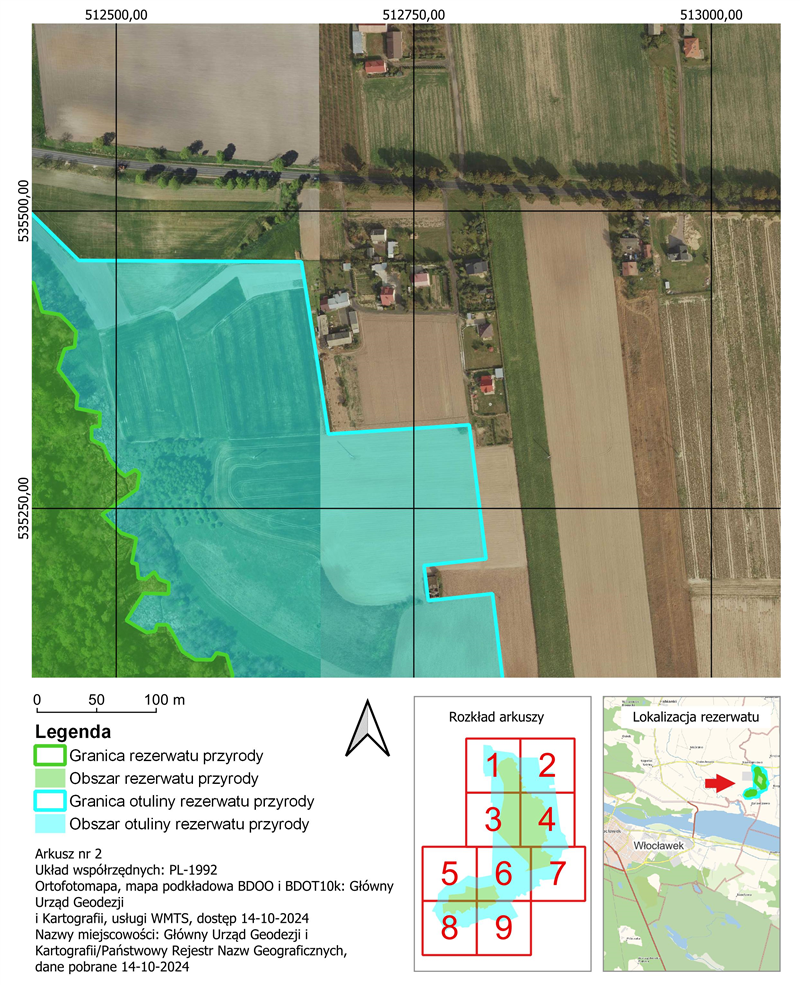 512500,00
512750,00
513000,00
535500,00
535250,00
0 50 100 m
Legenda
Granica rezerwatu przyrody
Obszar rezerwatu przyrody
Granica otuliny rezerwatu przyrody
Obszar otuliny rezerwatu przyrody
Arkusz nr 2
Układ współrzędnych: PL-1992
Ortofotomapa, mapa podkładowa BDOO i BDOT10k: Główny
Urząd Geodezji
i Kartografii, usługi WMTS, dostęp 14-10-2024
Nazwy miejscowości: Główny Urząd Geodezji i
Kartografii/Państwowy Rejestr Nazw Geograficznych,
dane pobrane 14-10-2024
Rozkład arkuszy
1 2
3 4
5 6 7
8 9
Lokalizacja rezerwatu
Włocławek